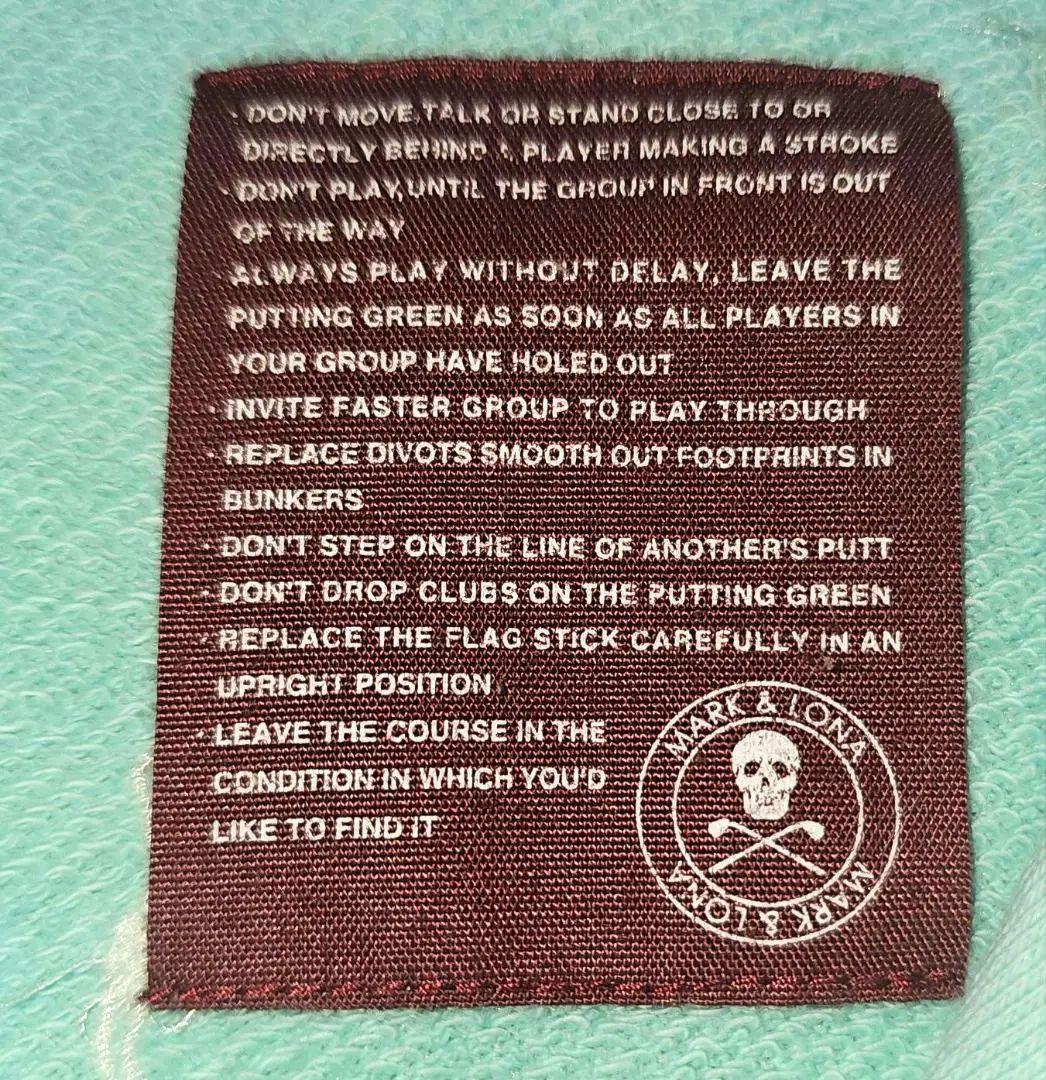 · DON'T MOVE, TALK OR STAND CLOSE TO OR
DIRECTLY BEHIND A PLAYER MAKING A STROKE
· DON'T PLAY, UNTIL THE GROUP IN FRONT IS OUT
OF THE WAY
· ALWAYS PLAY WITHOUT DELAY, LEAVE THE
PUTTING GREEN AS SOON AS ALL PLAYERS IN
YOUR GROUP HAVE HOLED OUT
· INVITE FASTER GROUP TO PLAY THROUGH
· REPLACE DIVOTS SMOOTH OUT FOOTPRINTS IN
BUNKERS
· DON'T STEP ON THE LINE OF ANOTHER'S PUTT
· DON'T DROP CLUBS ON THE PUTTING GREEN
· REPLACE THE FLAG STICK CAREFULLY IN AN
UPRIGHT POSITION
· LEAVE THE COURSE IN THE
CONDITION IN WHICH YOU'D
LIKE TO FIND IT
MARK & LONA
MARK & LONA